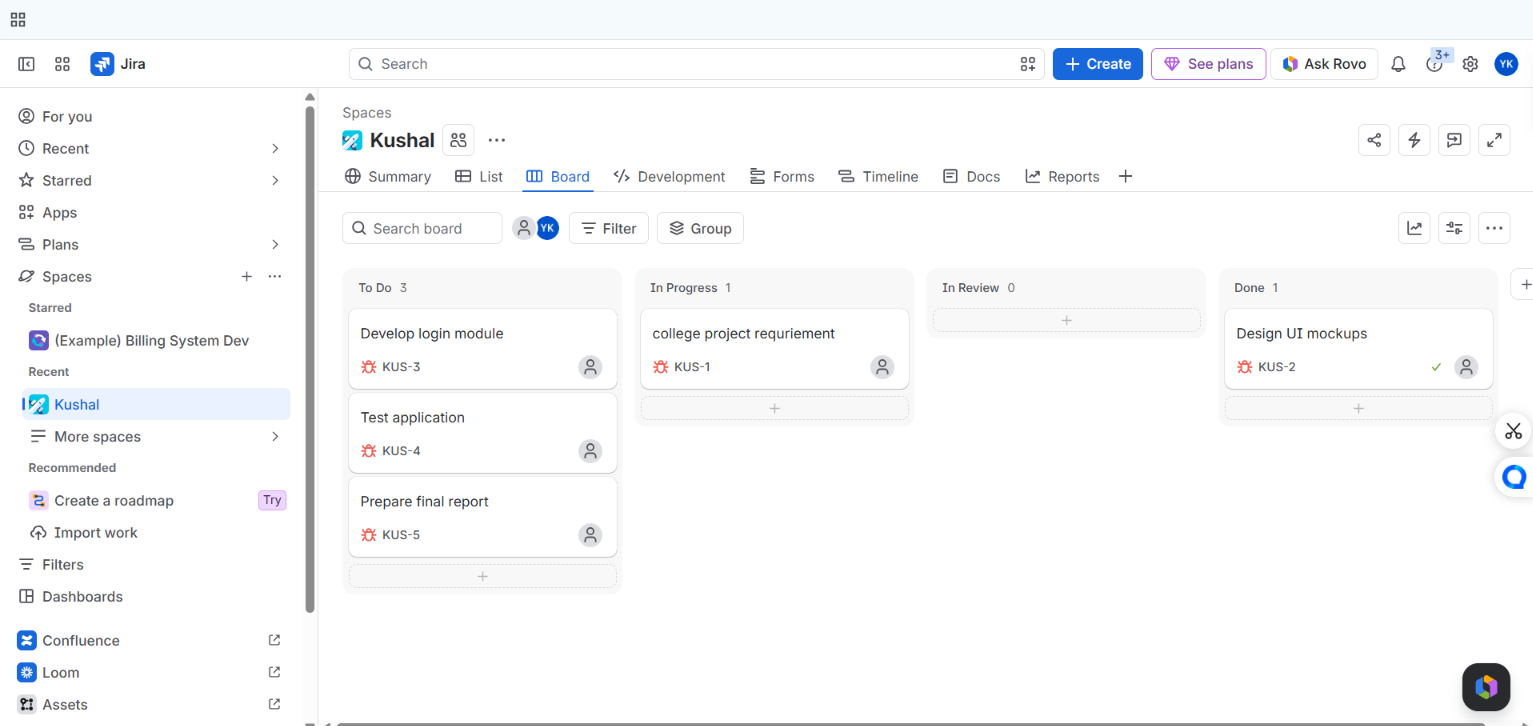 Jira
Search
Create
See plans
Ask Rovo
3+
YK
For you
Recent
Starred
Apps
Plans
Spaces
Starred
(Example) Billing System Dev
Recent
Kushal
More spaces
Recommended
Create a roadmap
Try
Import work
Filters
Dashboards
Confluence
Loom
Assets
Spaces
Kushal
Summary
List
Board
Development
Forms
Timeline
Docs
Reports
Search board
YK
Filter
Group
To Do 3
Develop login module
KUS-3
Test application
KUS-4
Prepare final report
KUS-5
In Progress 1
college project requriement
KUS-1
In Review 0
Done 1
Design UI mockups
KUS-2